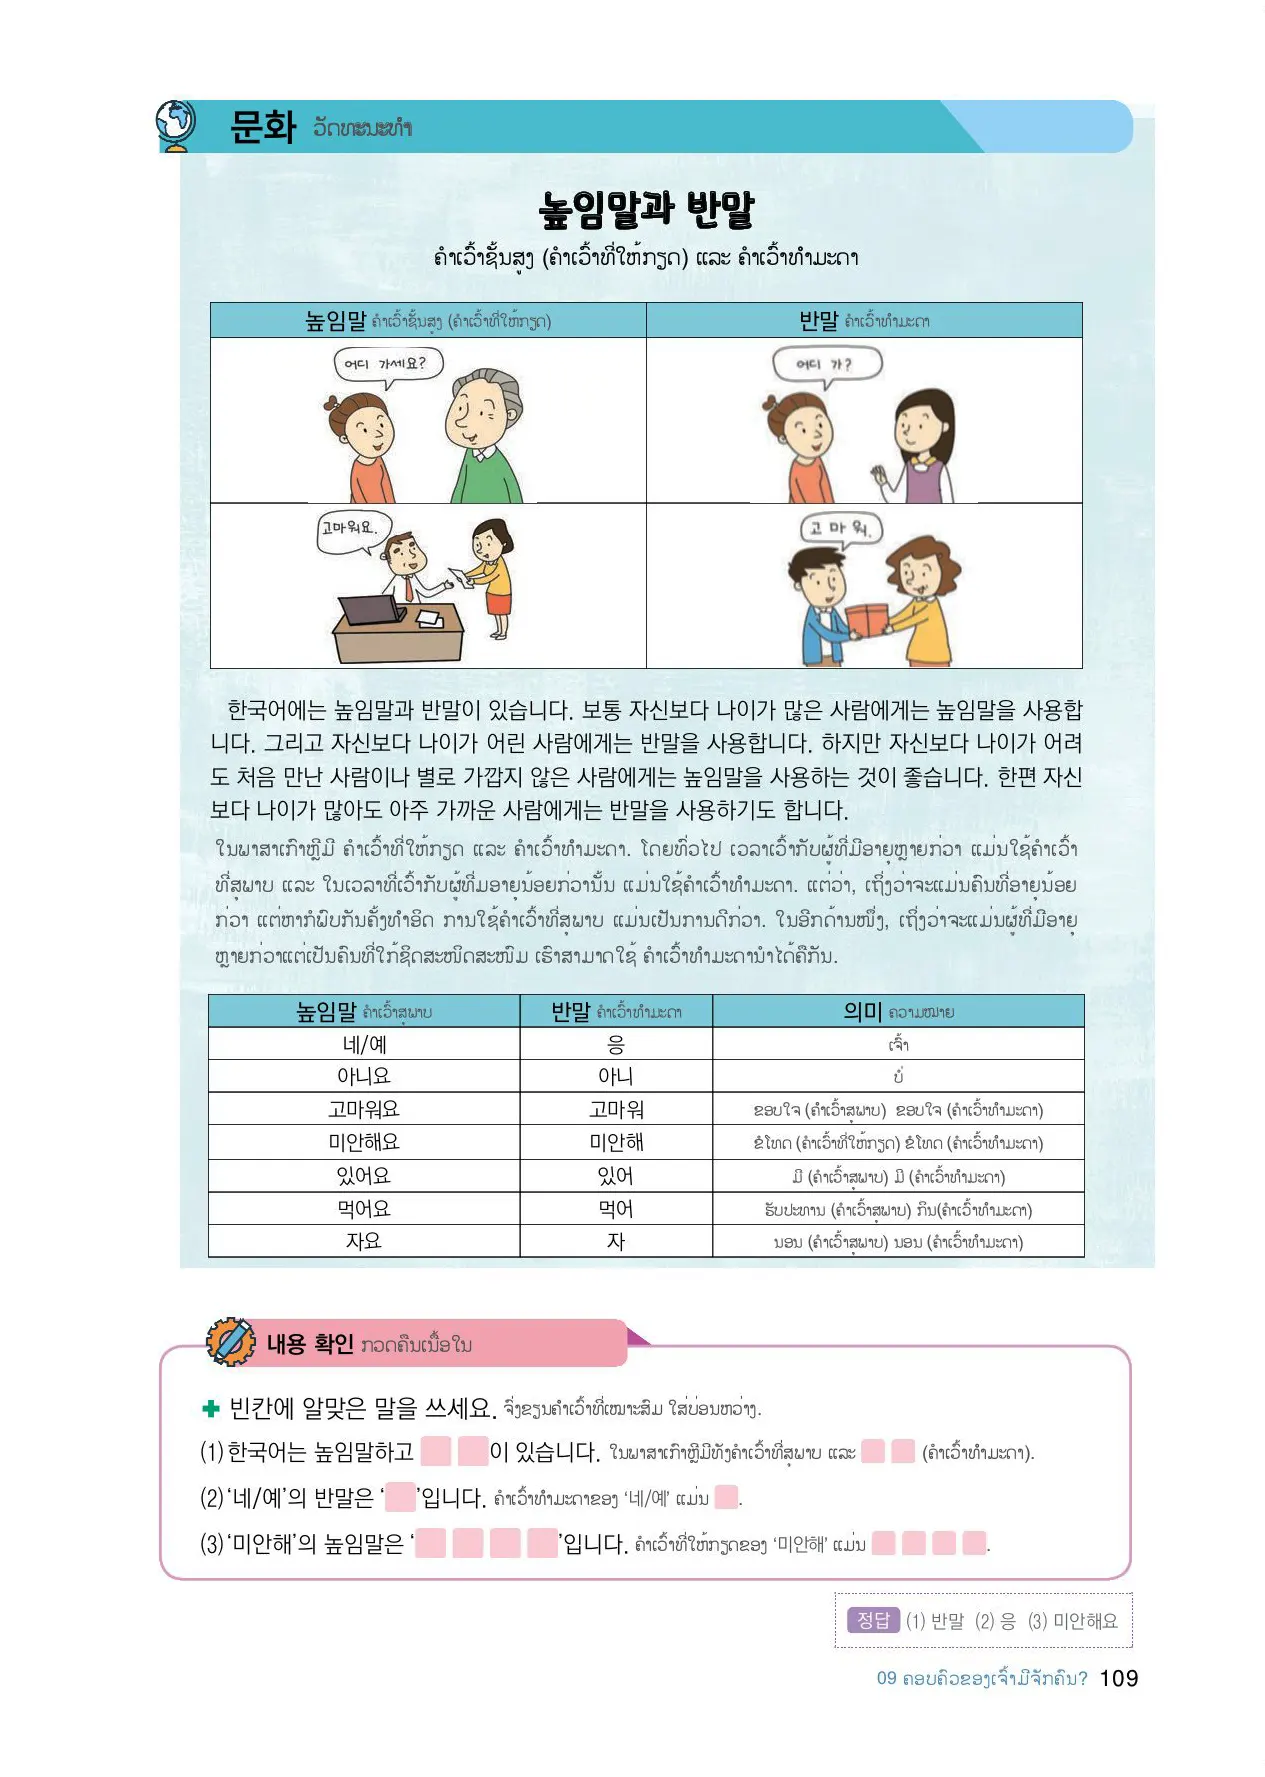 문화 ວັດທະນະທຳ
높임말과 반말
ຄຳເວົ້າຊັ້ນສູງ (ຄຳເວົ້າທີ່ໃຫ້ກຽດ) ແລະ ຄຳເວົ້າທຳມະດາ
높임말 ຄຳເວົ້າຊັ້ນສູງ (ຄຳເວົ້າທີ່ໃຫ້ກຽດ) 반말 ຄຳເວົ້າທຳມະດາ
어디 가세요? 어디 가?
고마워요. 고마워.
한국어에는 높임말과 반말이 있습니다. 보통 자신보다 나이가 많은 사람에게는 높임말을 사용합
니다. 그리고 자신보다 나이가 어린 사람에게는 반말을 사용합니다. 하지만 자신보다 나이가 어려
도 처음 만난 사람이나 별로 가깝지 않은 사람에게는 높임말을 사용하는 것이 좋습니다. 한편 자신
보다 나이가 많아도 아주 가까운 사람에게는 반말을 사용하기도 합니다.
ໃນພາສາເກົາຫຼີມີ ຄຳເວົ້າທີ່ໃຫ້ກຽດ ແລະ ຄຳເວົ້າທຳມະດາ. ໂດຍທົ່ວໄປ ເວລາເວົ້າກັບຜູ້ທີ່ມີອາຍຸຫຼາຍກ່ວາ ແມ່ນໃຊ້ຄຳເວົ້າ
ທີ່ສຸພາບ ແລະ ໃນເວລາທີ່ເວົ້າກັບຜູ້ທີ່ມອາຍຸນ້ອຍກ່ວານັ້ນ ແມ່ນໃຊ້ຄຳເວົ້າທຳມະດາ. ແຕ່ວ່າ, ເຖິ່ງວ່າຈະແມ່ນຄົນທີ່ອາຍຸນ້ອຍ
ກ່ວາ ແຕ່ຫາກໍພົບກັນຄັ້ງທຳອິດ ການໃຊ້ຄຳເວົ້າທີ່ສຸພາບ ແມ່ນເປັນການດີກ່ວາ. ໃນອີກດ້ານໜຶ່ງ, ເຖິ່ງວ່າຈະແມ່ນຜູ້ທີ່ມີອາຍຸ
ຫຼາຍກ່ວາແຕ່ເປັນຄົນທີ່ໃກ້ຊິດສະໜິດສະໜົມ ເຮົາສາມາດໃຊ້ ຄຳເວົ້າທຳມະດານຳໄດ້ຄືກັນ.
높임말 ຄຳເວົ້າສຸພາບ 반말 ຄຳເວົ້າທຳມະດາ 의미 ຄວາມໝາຍ
네/예 응 ເຈົ້າ
아니요 아니 ບໍ່
고마워요 고마워 ຂອບໃຈ (ຄຳເວົ້າສຸພາບ) ຂອບໃຈ (ຄຳເວົ້າທຳມະດາ)
미안해요 미안해 ຂໍໂທດ (ຄຳເວົ້າທີ່ໃຫ້ກຽດ) ຂໍໂທດ (ຄຳເວົ້າທຳມະດາ)
있어요 있어 ມີ (ຄຳເວົ້າສຸພາບ) ມີ (ຄຳເວົ້າທຳມະດາ)
먹어요 먹어 ຮັບປະທານ (ຄຳເວົ້າສຸພາບ) ກິນ(ຄຳເວົ້າທຳມະດາ)
자요 자 ນອນ (ຄຳເວົ້າສຸພາບ) ນອນ (ຄຳເວົ້າທຳມະດາ)
내용 확인 ກວດຄືນເນື້ອໃນ
빈칸에 알맞은 말을 쓰세요. ຈົ່ງຂຽນຄຳເວົ້າທີ່ເໝາະສົມ ໃສ່ບ່ອນຫວ່າງ.
(1) 한국어는 높임말하고 이 있습니다. ໃນພາສາເກົາຫຼີມີທັງຄຳເວົ້າທີ່ສຸພາບ ແລະ (ຄຳເວົ້າທຳມະດາ).
(2) ‘네/예’의 반말은 ‘ ’입니다. ຄຳເວົ້າທຳມະດາຂອງ ‘네/예’ ແມ່ນ .
(3) ‘미안해’의 높임말은 ‘ ’입니다. ຄຳເວົ້າທີ່ໃຫ້ກຽດຂອງ ‘미안해’ ແມ່ນ .
정답 (1) 반말 (2) 응 (3) 미안해요
09 ຄອບຄົວຂອງເຈົ້າມີຈັກຄົນ? 109